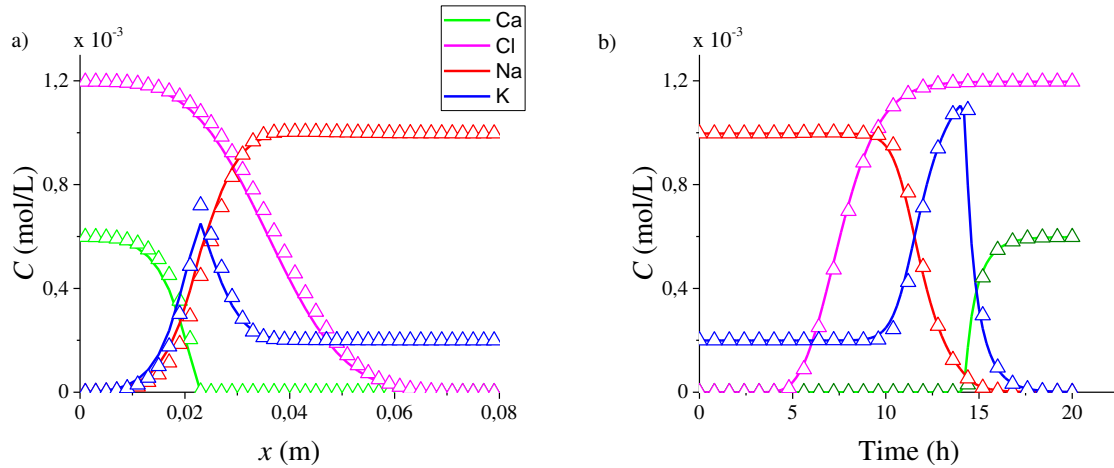 a)
x 10⁻³
C (mol/L)
1,2
0,8
0,4
0
0
0,02
0,04
0,06
0,08
x (m)
Ca
Cl
Na
K
b)
x 10⁻³
C (mol/L)
1,2
0,8
0,4
0
0
5
10
15
20
Time (h)